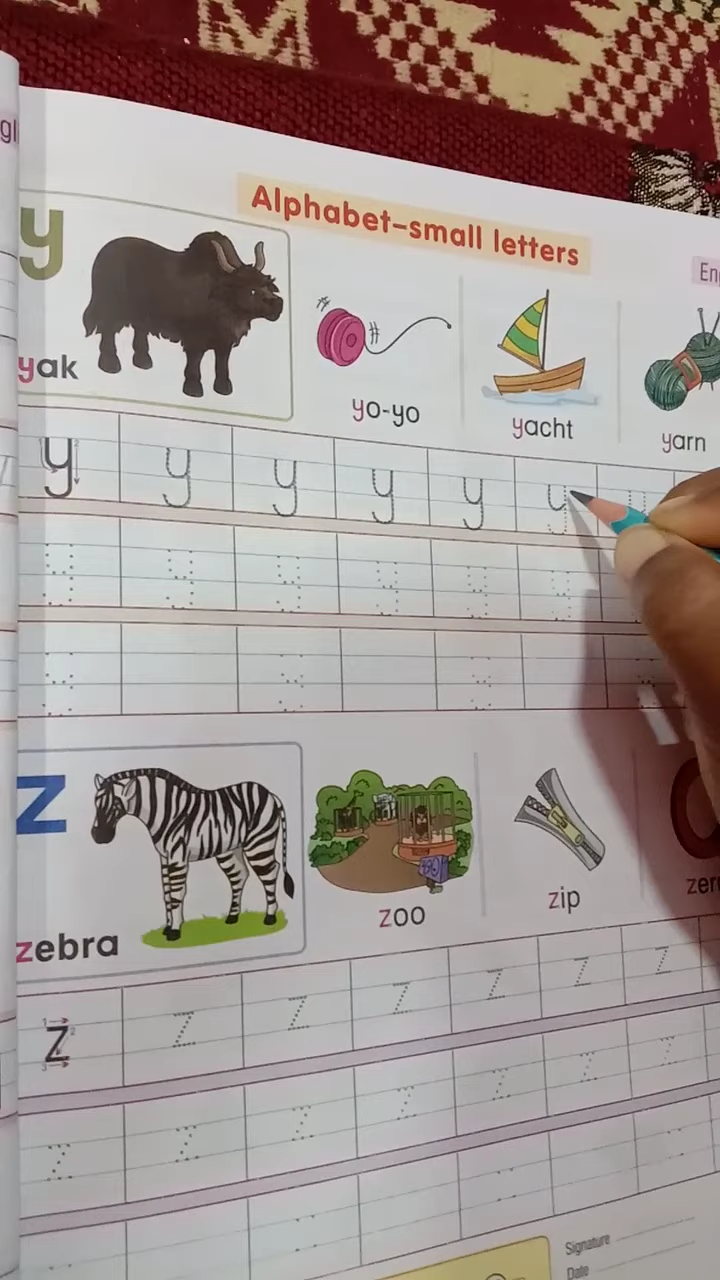 Alphabet–small letters
y
yak
yo-yo
yacht
yarn
y y y y y y
y y y y y y
z
zebra
zoo
zip
z z z z z z z
z z z z z z z
Signature
Date